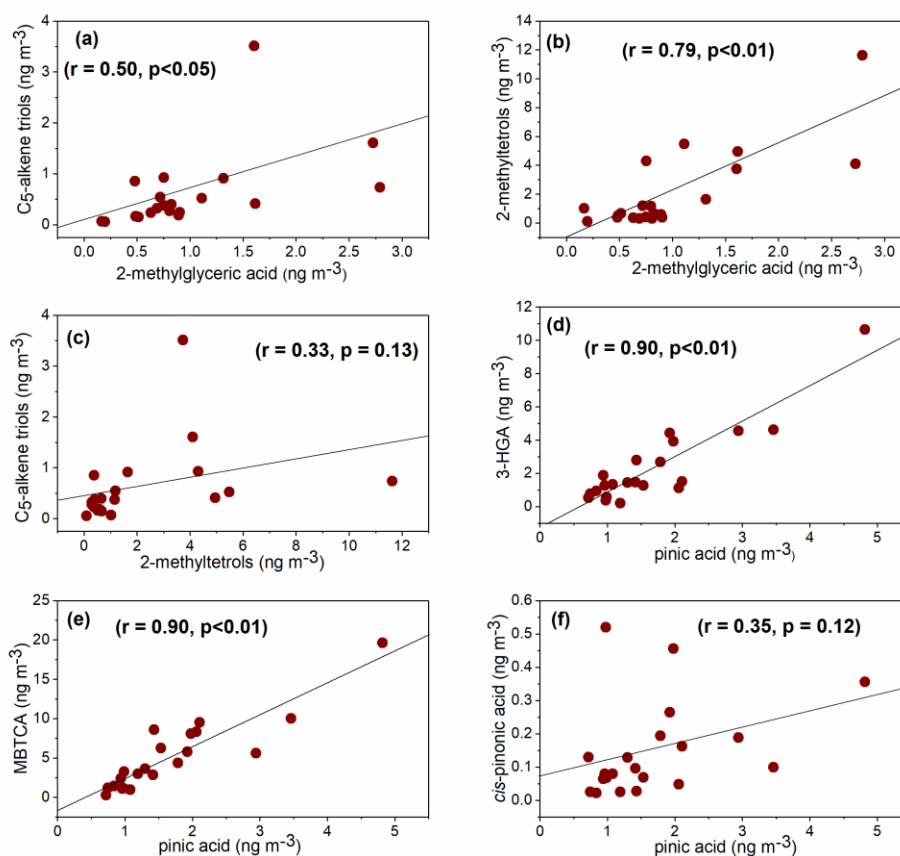 (a)
(r = 0.50, p<0.05)
C5-alkene triols (ng m-3)
4
3
2
1
0
0.0 0.5 1.0 1.5 2.0 2.5 3.0
2-methylglyceric acid (ng m-3)
(b)
(r = 0.79, p<0.01)
2-methyltetrols (ng m-3)
14
12
10
8
6
4
2
0
0.0 0.5 1.0 1.5 2.0 2.5 3.0
2-methylglyceric acid (ng m-3)
(c)
(r = 0.33, p = 0.13)
C5-alkene triols (ng m-3)
4
3
2
1
0
0 2 4 6 8 10 12
2-methyltetrols (ng m-3)
(d)
(r = 0.90, p<0.01)
3-HGA (ng m-3)
12
10
8
6
4
2
0
0 1 2 3 4 5
pinic acid (ng m-3)
(e)
(r = 0.90, p<0.01)
MBTCA (ng m-3)
25
20
15
10
5
0
0 1 2 3 4 5
pinic acid (ng m-3)
(f)
(r = 0.35, p = 0.12)
cis-pinonic acid (ng m-3)
0.6
0.5
0.4
0.3
0.2
0.1
0.0
0 1 2 3 4 5
pinic acid (ng m-3)